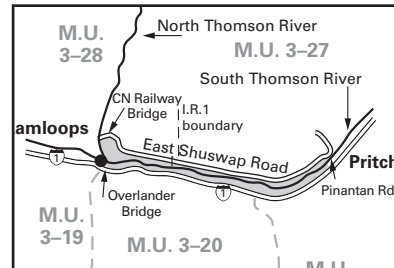 M.U.
3–28
North Thomson River
M.U. 3–27
South Thomson River
CN Railway
Bridge
I.R.1
boundary
amloops
1
East Shuswap Road
Pritch
Pinantan Rd
Overlander
Bridge
1
M.U.
3–19
M.U. 3–20
M.U.